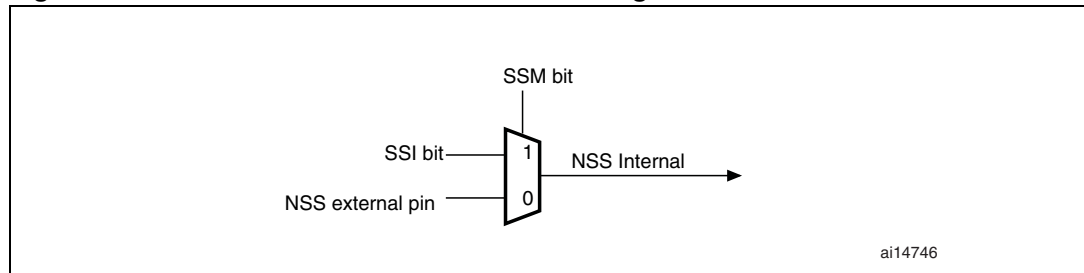 SSM bit
SSI bit
1
NSS Internal
NSS external pin
0
ai14746